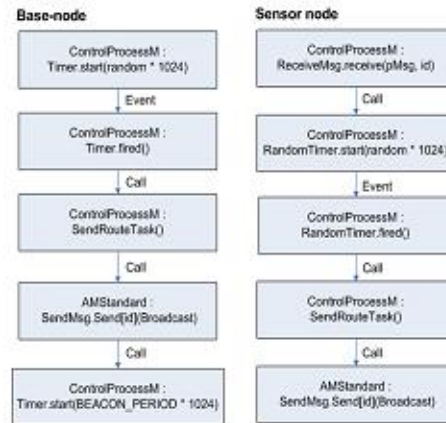 Base-node
ControlProcessM :
Timer.start(random * 1024)
Event
ControlProcessM :
Timer.fired()
Call
ControlProcessM :
SendRouteTask()
Call
AMStandard :
SendMsg.Send[id](Broadcast)
Call
ControlProcessM :
Timer.start(BEACON_PERIOD * 1024)
Sensor node
ControlProcessM :
ReceiveMsg.receive(pMsg, id)
Call
ControlProcessM :
RandomTimer.start(random * 1024)
Event
ControlProcessM :
RandomTimer.fired()
Call
ControlProcessM :
SendRouteTask()
Call
AMStandard :
SendMsg.Send[id](Broadcast)